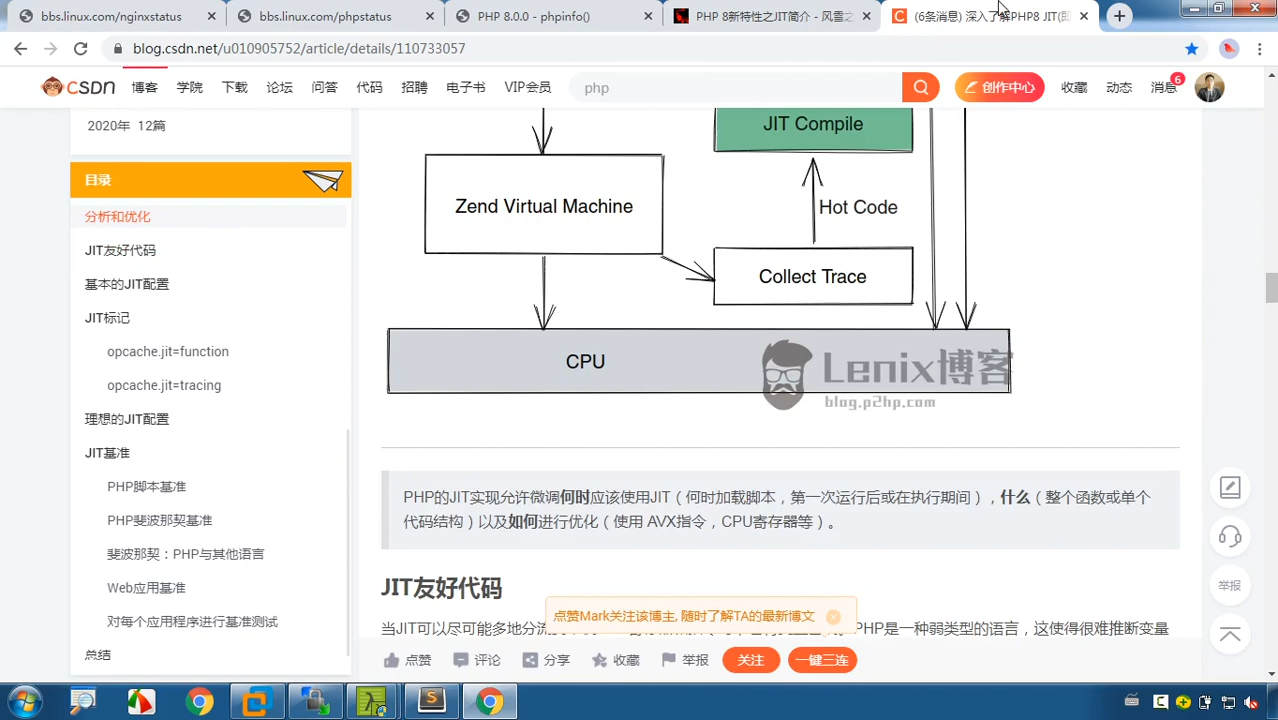 bbs.linux.com/nginxstatus
bbs.linux.com/phpstatus
PHP 8.0.0 - phpinfo()
PHP 8新特性之JIT简介 - 风雪之
(6条消息) 深入了解PHP8 JIT(即
blog.csdn.net/u010905752/article/details/110733057
CSDN 博客 学院 下载 论坛 问答 代码 招聘 电子书 VIP会员 php 创作中心 收藏 动态 消息 6
2020年 12篇
目录
分析和优化
JIT友好代码
基本的JIT配置
JIT标记
opcache.jit=function
opcache.jit=tracing
理想的JIT配置
JIT基准
PHP脚本基准
PHP斐波那契基准
斐波那契：PHP与其他语言
Web应用基准
对每个应用程序进行基准测试
总结
JIT Compile
Zend Virtual Machine
Hot Code
Collect Trace
CPU
Lenix博客
blog.p2hp.com
PHP的JIT实现允许微调何时应该使用JIT（何时加载脚本，第一次运行后或在执行期间），什么（整个函数或单个
代码结构）以及如何进行优化（使用 AVX指令，CPU寄存器等）。
JIT友好代码
点赞Mark关注该博主, 随时了解TA的最新博文
当JIT可以尽可能多地分流 PHP是一种弱类型的语言，这使得很难推断变量
点赞 评论 分享 收藏 举报 关注 一键三连
举报